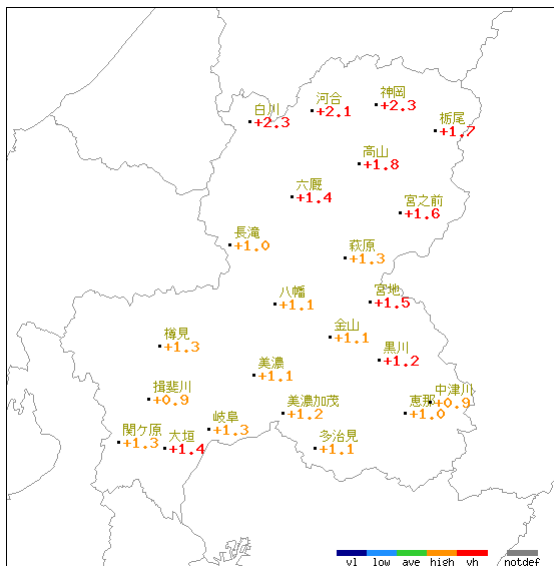 神岡
+2.3
河合
+2.1
白川
+2.3
栃尾
+1.7
高山
+1.8
六厩
+1.4
宮之前
+1.6
長滝
+1.0
萩原
+1.3
宮地
+1.5
八幡
+1.1
金山
+1.1
樽見
+1.3
黒川
+1.2
美濃
+1.1
揖斐川
+0.9
中津川
+0.9
恵那
+1.0
美濃加茂
+1.2
岐阜
+1.3
関ケ原
+1.3
大垣
+1.4
多治見
+1.1
vl low ave high vh notdef